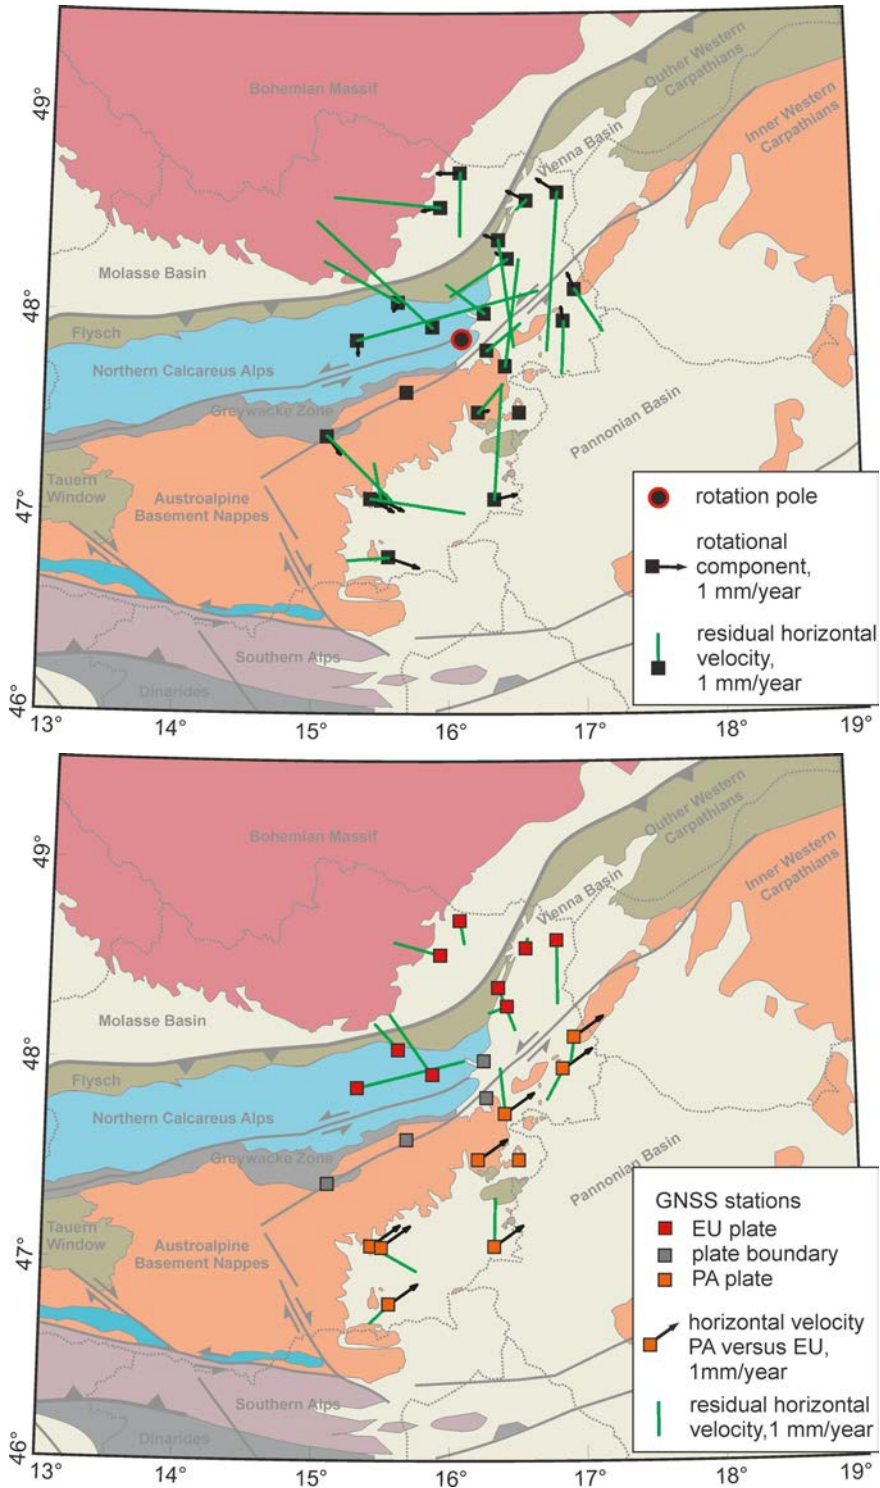 Bohemian Massif
Outher Western
Carpathians
Inner Western
Carpathians
Vienna Basin
49°
Molasse Basin
48°
Flysch
Northern Calcareus Alps
Greywacke Zone
Pannonian Basin
Tauern
Window
Austroalpine
Basement Nappes
47°
Southern Alps
Dinarides
46°
13°
14°
15°
16°
17°
18°
19°
rotation pole
rotational
component,
1 mm/year
residual horizontal
velocity,
1 mm/year
Bohemian Massif
Outher Western
Carpathians
Inner Western
Carpathians
Vienna Basin
49°
Molasse Basin
48°
Flysch
Northern Calcareus Alps
Greywacke Zone
Pannonian Basin
Tauern
Window
Austroalpine
Basement Nappes
47°
Southern Alps
Dinarides
46°
13°
14°
15°
16°
17°
18°
19°
GNSS stations
EU plate
plate boundary
PA plate
horizontal velocity
PA versus EU,
1mm/year
residual horizontal
velocity,1 mm/year